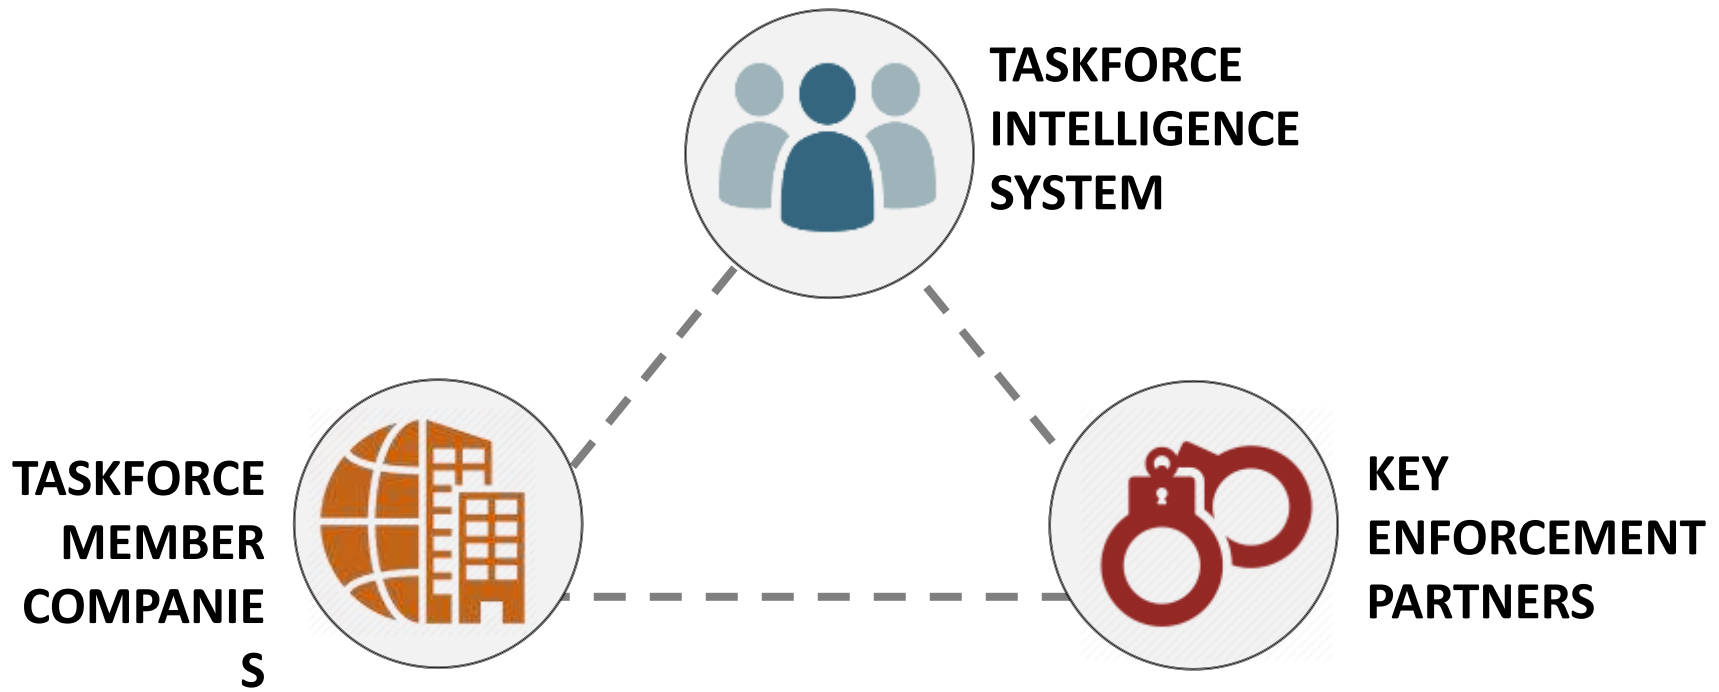 TASKFORCE
INTELLIGENCE
SYSTEM
TASKFORCE
MEMBER
COMPANIE
S
KEY
ENFORCEMENT
PARTNERS